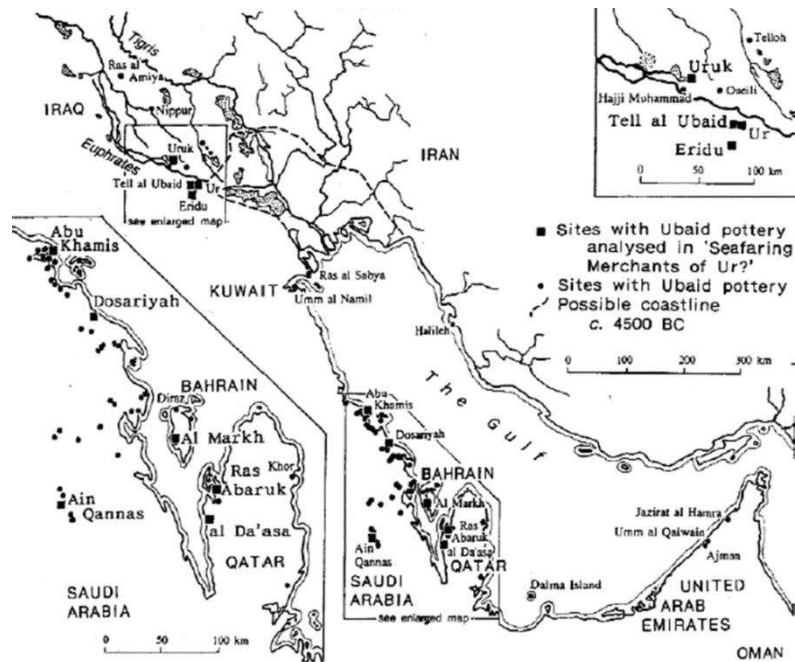 Tigris
Ras al
Amiya
Nippur
IRAQ
Euphrates
Uruk
Tell al Ubaid
Ur
Eridu
see enlarged map
IRAN
KUWAIT
Ras al Sabya
Umm al Namil
Halileh
The Gulf
Abu
Khamis
Dosariyah
BAHRAIN
Al Markh
Ras
Abaruk
al Da'asa
Ain
Qannas
QATAR
SAUDI
ARABIA
see enlarged map
Dalma Island
Jazirat al Hamra
Umm al Qaiwain
Ajman
UNITED
ARAB
EMIRATES
OMAN
Telloh
Uruk
Hajji Muhammad
Oueili
Tell al Ubaid
Ur
Eridu
0 50 100 km
■ Sites with Ubaid pottery
analysed in 'Seafaring
Merchants of Ur?'
• Sites with Ubaid pottery
Possible coastline
c. 4500 BC
0 100 200 300 km
Abu
Khamis
Dosariyah
BAHRAIN
Diraz
Al Markh
Ras
Abaruk
Khor
al Da'asa
Ain
Qannas
QATAR
SAUDI
ARABIA
0 50 100 km